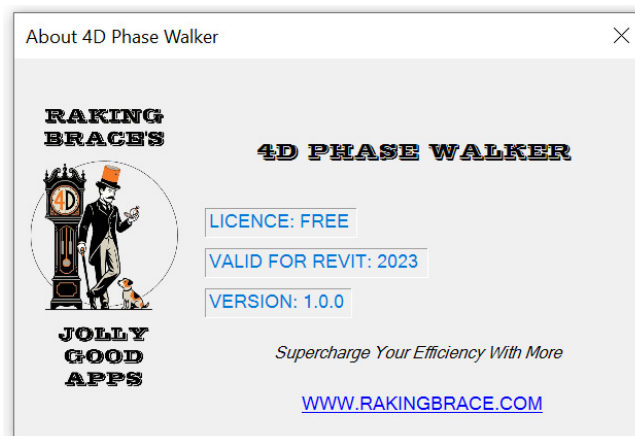 About 4D Phase Walker
RAKING
BRACE'S
4D
JOLLY
GOOD
APPS
4D PHASE WALKER
LICENCE: FREE
VALID FOR REVIT: 2023
VERSION: 1.0.0
Supercharge Your Efficiency With More
WWW.RAKINGBRACE.COM